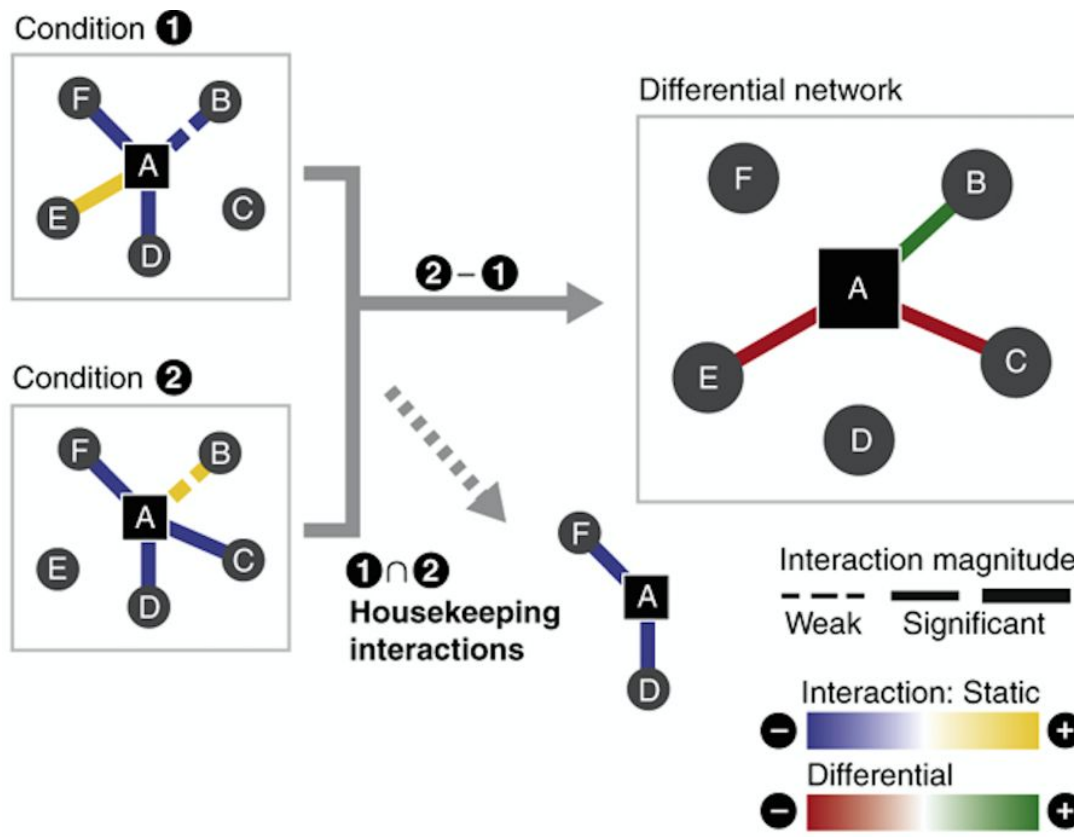 Condition 1
F
B
A
E
C
D
Differential network
F
B
A
E
C
D
2 – 1
Condition 2
F
B
A
E
C
D
1∩2
Housekeeping
interactions
F
A
D
Interaction magnitude
Weak Significant
Interaction: Static
− +
Differential
− +